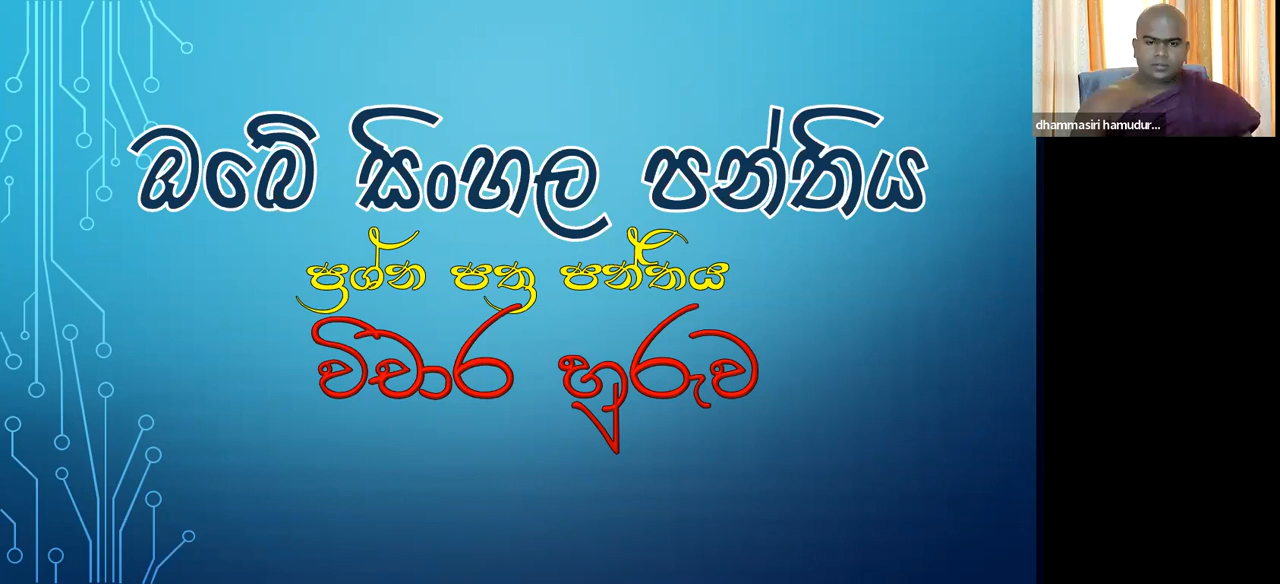 ඔබේ සිංහල පන්තිය
ප්‍රශ්න පත්‍ර පන්තිය
විචාර හුරුව
dhammasiri hamudur...